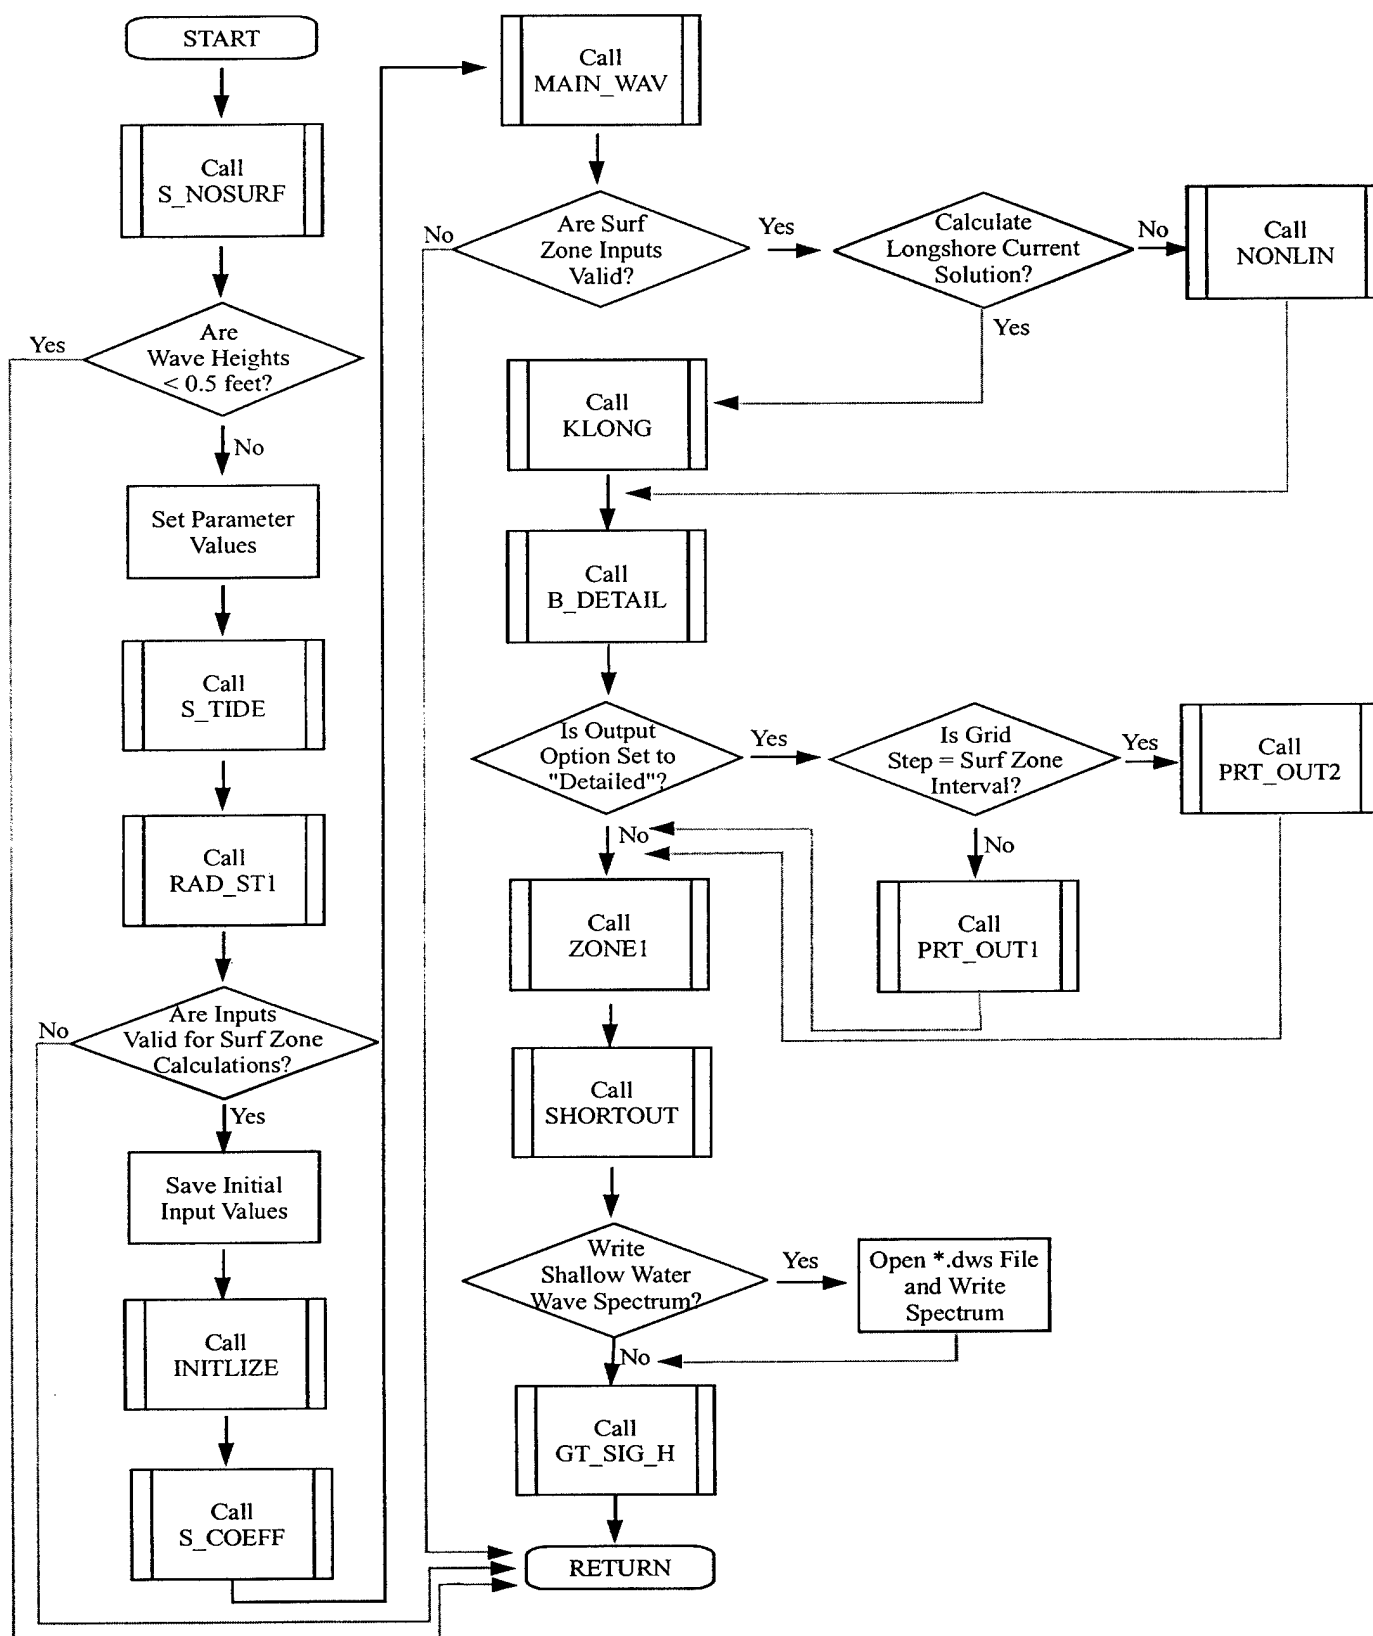 START
Call
S_NOSURF
Are
Wave Heights
< 0.5 feet?
Yes
No
Set Parameter
Values
Call
S_TIDE
Call
RAD_ST1
Are Inputs
Valid for Surf Zone
Calculations?
No
Yes
Save Initial
Input Values
Call
INITLIZE
Call
S_COEFF
Call
MAIN_WAV
Are Surf
Zone Inputs
Valid?
No
Yes
Calculate
Longshore Current
Solution?
No
Call
NONLIN
Yes
Call
KLONG
Call
B_DETAIL
Is Output
Option Set to
"Detailed"?
Yes
Is Grid
Step = Surf Zone
Interval?
Yes
Call
PRT_OUT2
No
No
Call
ZONE1
Call
PRT_OUT1
Call
SHORTOUT
Write
Shallow Water
Wave Spectrum?
Yes
Open *.dws File
and Write
Spectrum
No
Call
GT_SIG_H
RETURN